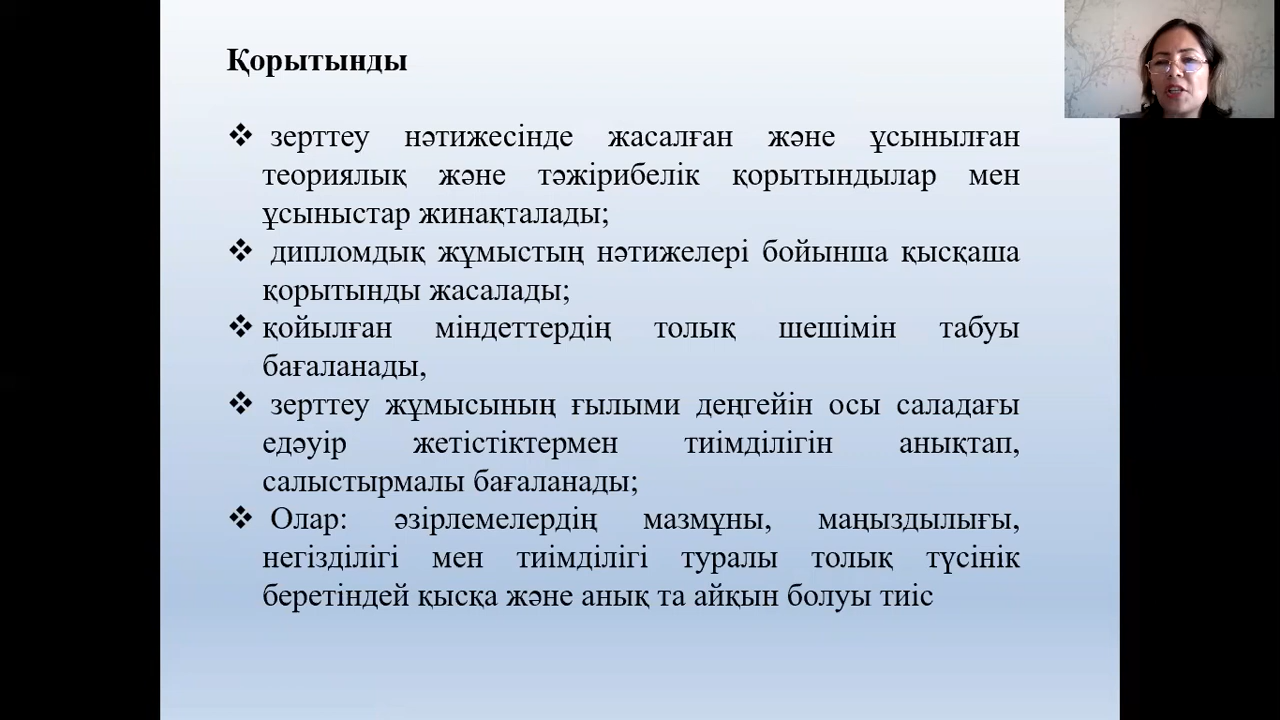 Қорытынды
❖ зерттеу нәтижесінде жасалған және ұсынылған
теориялық және тәжірибелік қорытындылар мен
ұсыныстар жинақталады;
❖ дипломдық жұмыстың нәтижелері бойынша қысқаша
қорытынды жасалады;
❖ қойылған міндеттердің толық шешімін табуы
бағаланады,
❖ зерттеу жұмысының ғылыми деңгейін осы саладағы
едәуір жетістіктермен тиімділігін анықтап,
салыстырмалы бағаланады;
❖ Олар: әзірлемелердің мазмұны, маңыздылығы,
негізділігі мен тиімділігі туралы толық түсінік
беретіндей қысқа және анық та айқын болуы тиіс